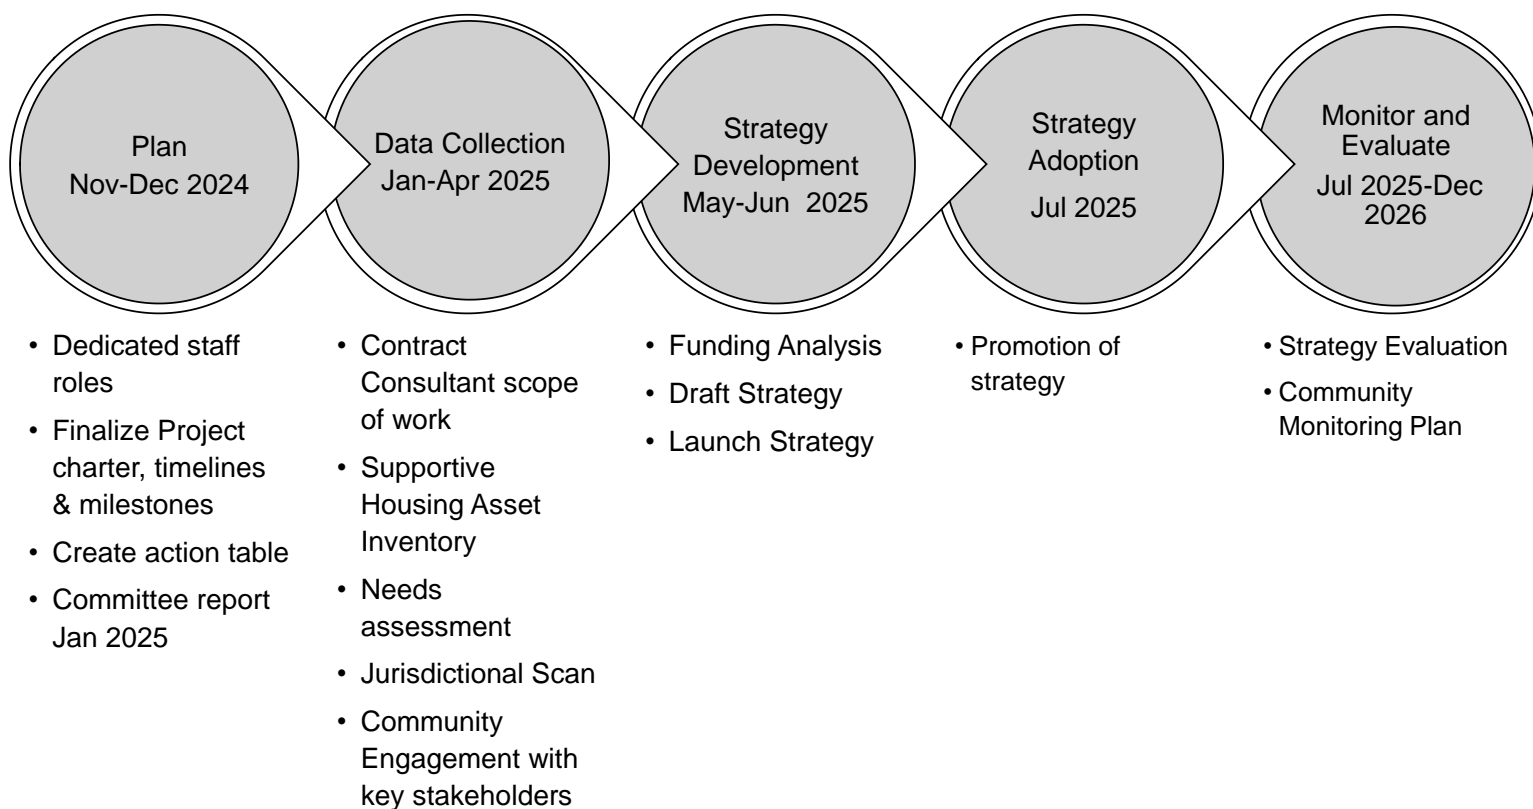 Plan
Nov-Dec 2024
Data Collection
Jan-Apr 2025
Strategy
Development
May-Jun 2025
Strategy
Adoption
Jul 2025
Monitor and
Evaluate
Jul 2025-Dec
2026
• Dedicated staff
roles
• Finalize Project
charter, timelines
& milestones
• Create action table
• Committee report
Jan 2025
• Contract
Consultant scope
of work
• Supportive
Housing Asset
Inventory
• Needs
assessment
• Jurisdictional Scan
• Community
Engagement with
key stakeholders
• Funding Analysis
• Draft Strategy
• Launch Strategy
• Promotion of
strategy
• Strategy Evaluation
• Community
Monitoring Plan